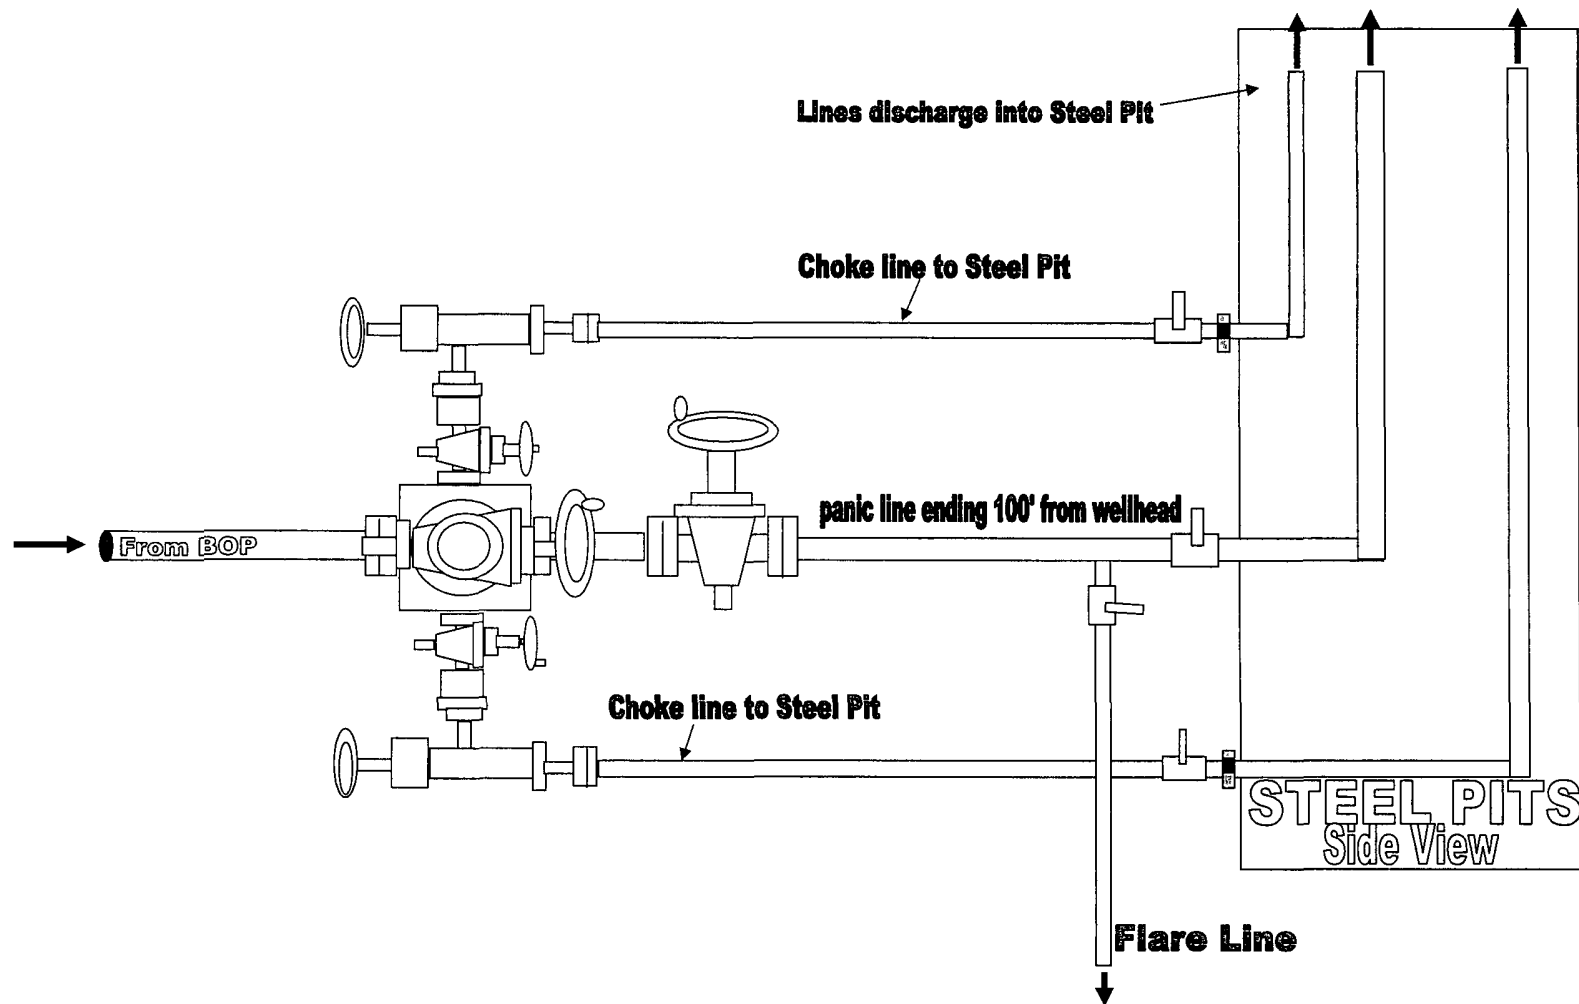 Lines discharge into Steel Pit
Choke line to Steel Pit
panic line ending 100' from wellhead
From BOP
Choke line to Steel Pit
STEEL PITS
Side View
Flare Line